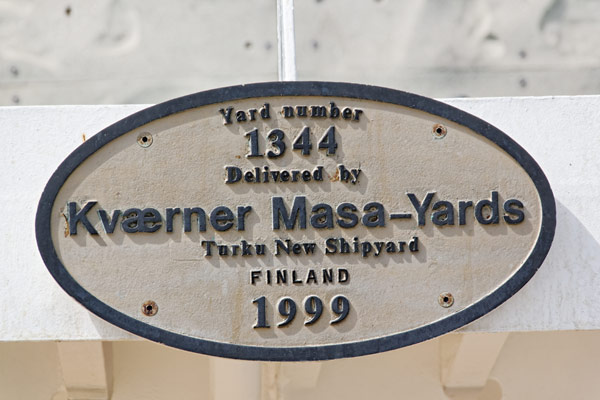 Yard number
1344
Delivered by
Kværner Masa-Yards
Turku New Shipyard
FINLAND
1999